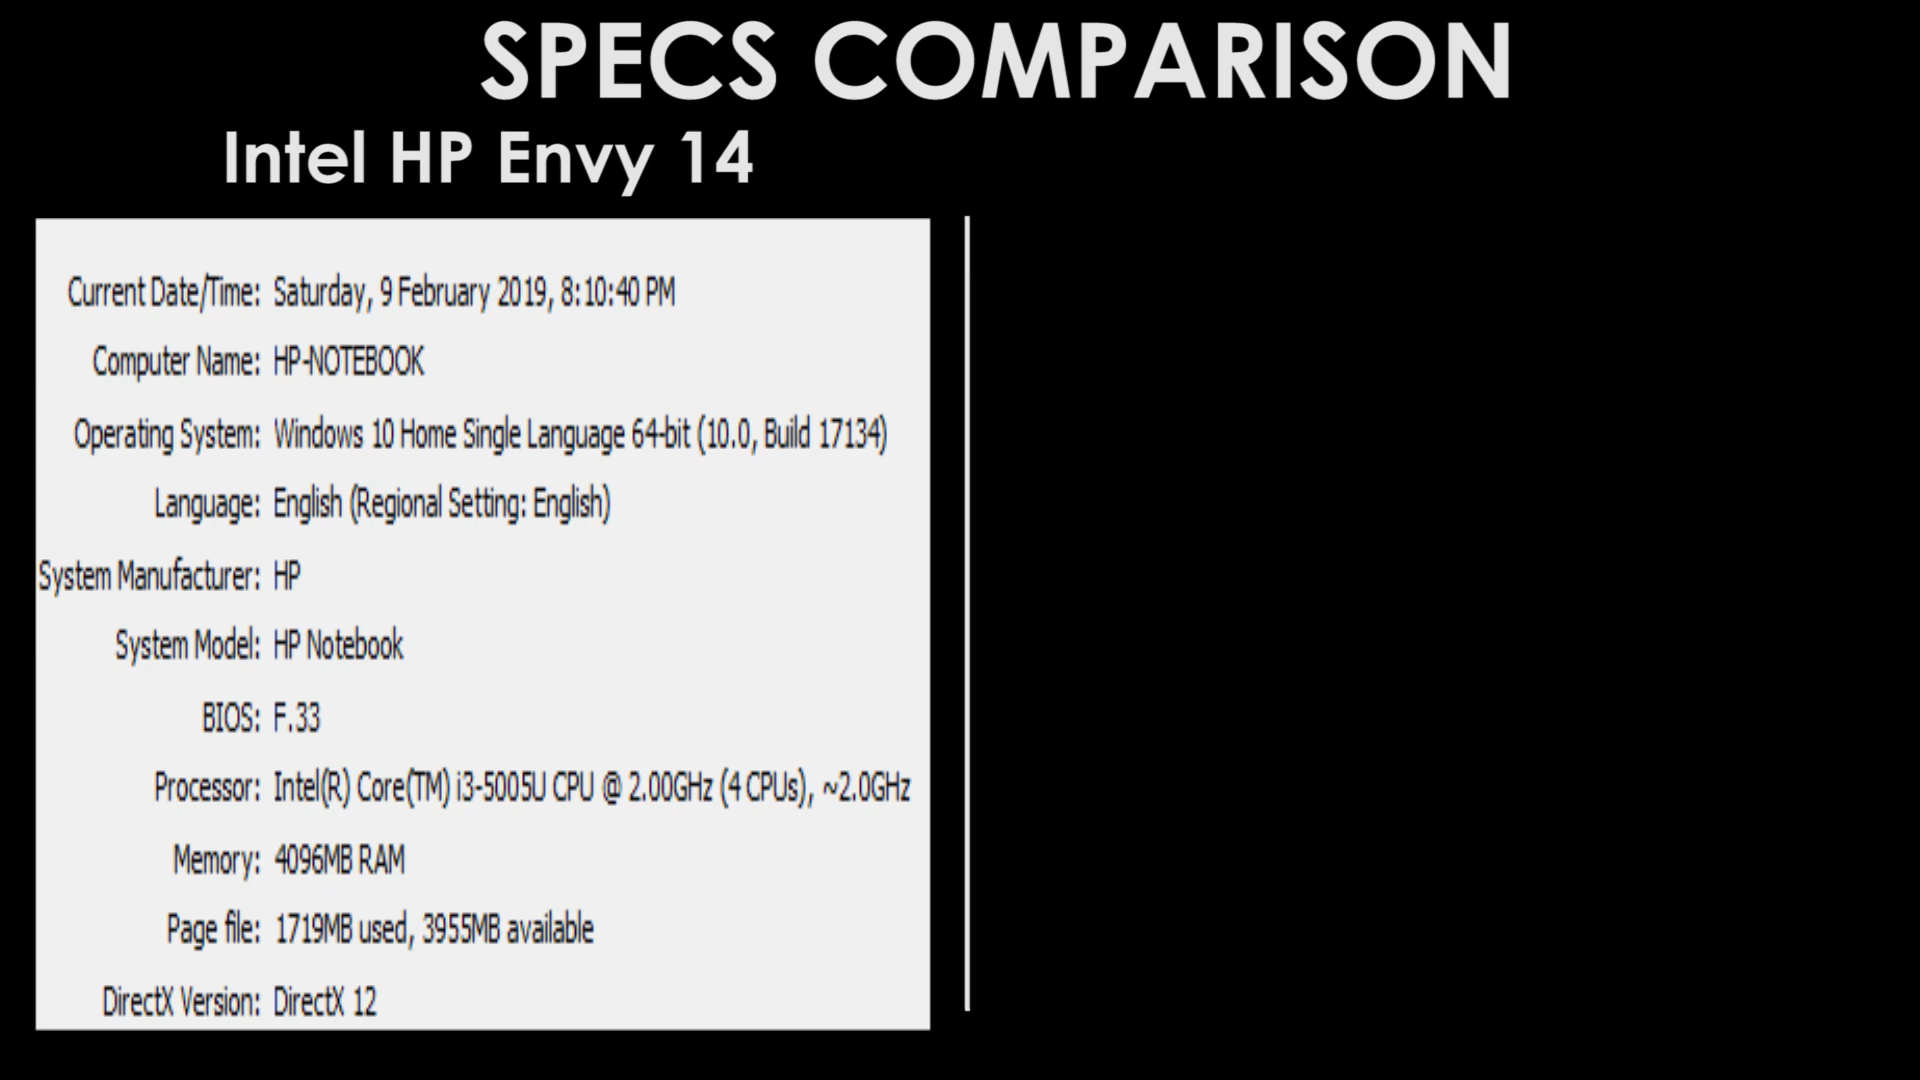 SPECS COMPARISON
Intel HP Envy 14
Current Date/Time: Saturday, 9 February 2019, 8:10:40 PM
Computer Name: HP-NOTEBOOK
Operating System: Windows 10 Home Single Language 64-bit (10.0, Build 17134)
Language: English (Regional Setting: English)
System Manufacturer: HP
System Model: HP Notebook
BIOS: F.33
Processor: Intel(R) Core(TM) i3-5005U CPU @ 2.00GHz (4 CPUs), ~2.0GHz
Memory: 4096MB RAM
Page file: 1719MB used, 3955MB available
DirectX Version: DirectX 12